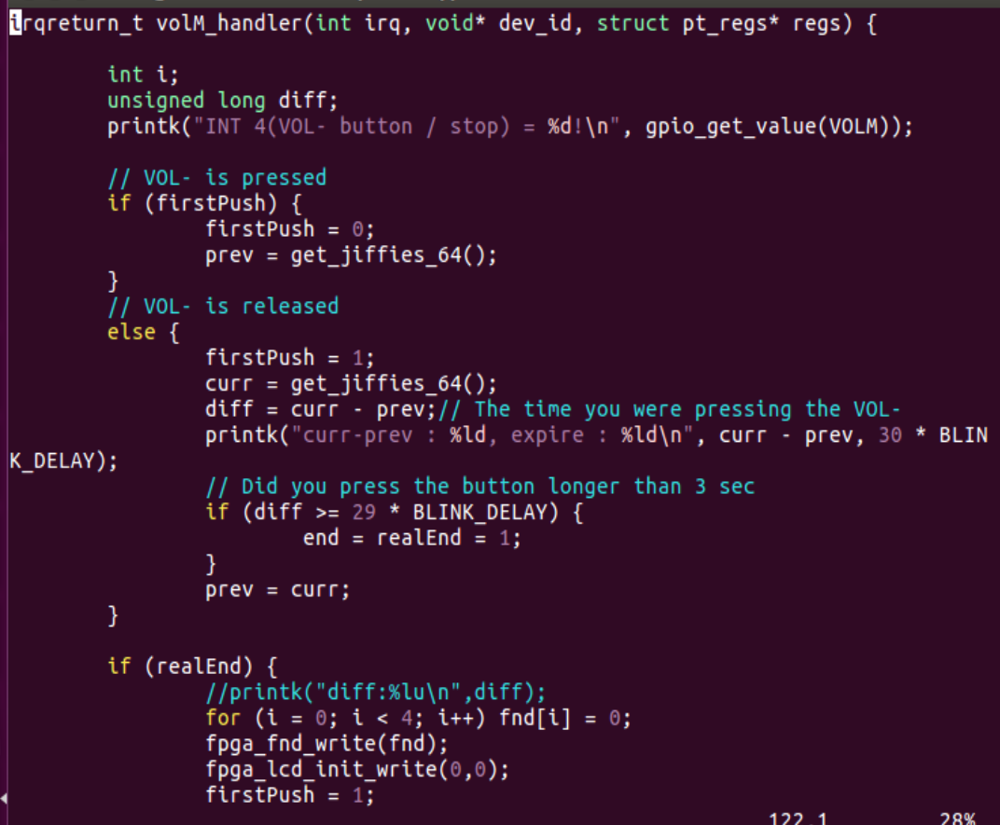 irqreturn_t volM_handler(int irq, void* dev_id, struct pt_regs* regs) {
int i;
unsigned long diff;
printk("INT 4(VOL- button / stop) = %d!\n", gpio_get_value(VOLM));
// VOL- is pressed
if (firstPush) {
firstPush = 0;
prev = get_jiffies_64();
}
// VOL- is released
else {
firstPush = 1;
curr = get_jiffies_64();
diff = curr - prev;// The time you were pressing the VOL-
printk("curr-prev : %ld, expire : %ld\n", curr - prev, 30 * BLIN
K_DELAY);
// Did you press the button longer than 3 sec
if (diff >= 29 * BLINK_DELAY) {
end = realEnd = 1;
}
prev = curr;
}
if (realEnd) {
//printk("diff:%lu\n",diff);
for (i = 0; i < 4; i++) fnd[i] = 0;
fpga_fnd_write(fnd);
fpga_lcd_init_write(0,0);
firstPush = 1;
122,1 28%